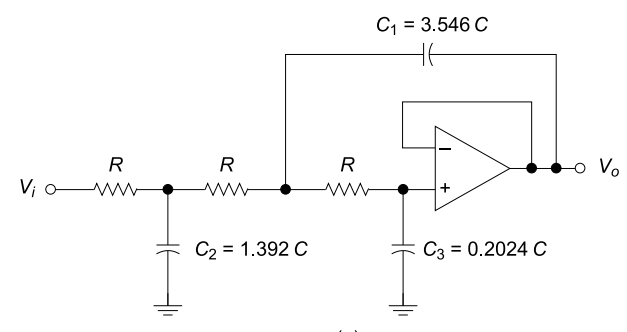 C₁ = 3.546 C
R
R
R
Vᵢ
−
+
Vₒ
C₂ = 1.392 C
C₃ = 0.2024 C